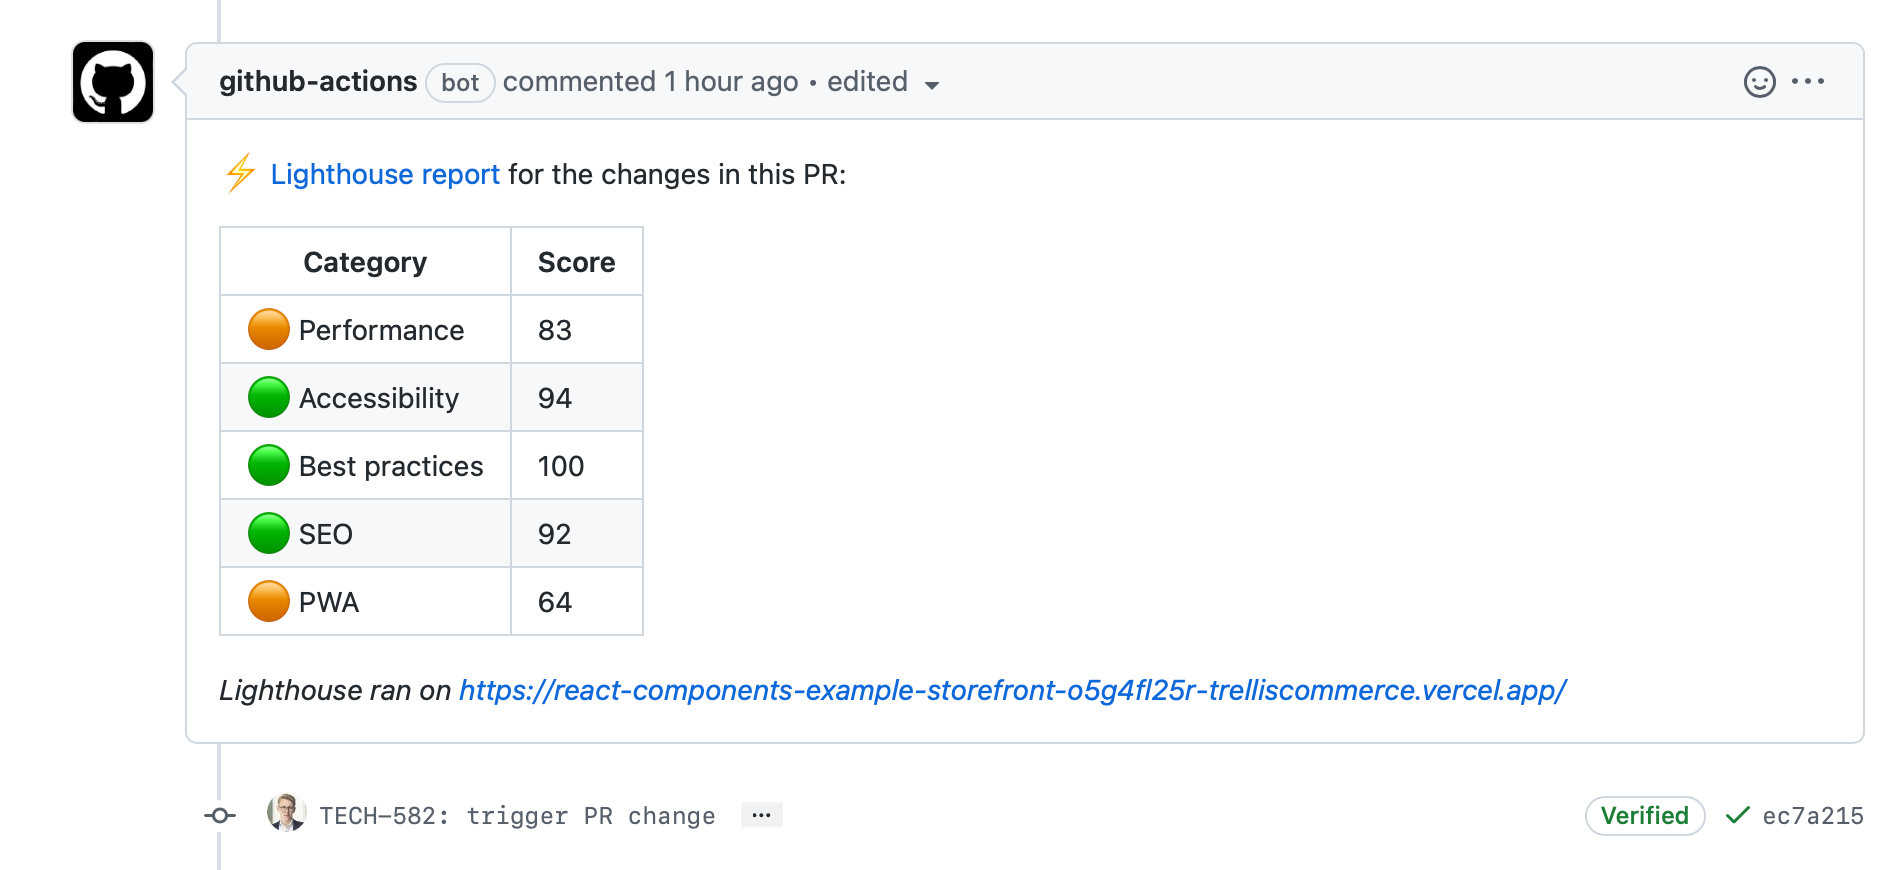 github-actions bot commented 1 hour ago • edited
⚡ Lighthouse report for the changes in this PR:
Category Score
Performance 83
Accessibility 94
Best practices 100
SEO 92
PWA 64
Lighthouse ran on https://react-components-example-storefront-o5g4fl25r-trelliscommerce.vercel.app/
TECH-582: trigger PR change ... Verified ✓ ec7a215